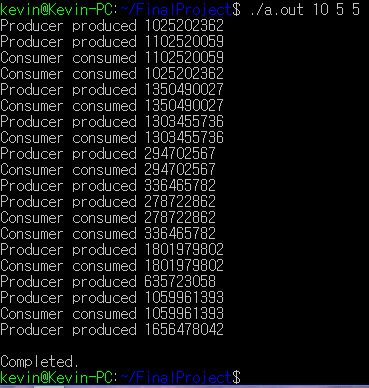 kevin@Kevin-PC:~/FinalProject$ ./a.out 10 5 5
Producer produced 1025202362
Producer produced 1102520059
Consumer consumed 1102520059
Consumer consumed 1025202362
Producer produced 1350490027
Consumer consumed 1350490027
Producer produced 1303455736
Consumer consumed 1303455736
Producer produced 294702567
Consumer consumed 294702567
Producer produced 336465782
Producer produced 278722862
Consumer consumed 278722862
Consumer consumed 336465782
Producer produced 1801979802
Consumer consumed 1801979802
Producer produced 635723058
Producer produced 1059961393
Consumer consumed 1059961393
Producer produced 1656478042
Completed.
kevin@Kevin-PC:~/FinalProject$